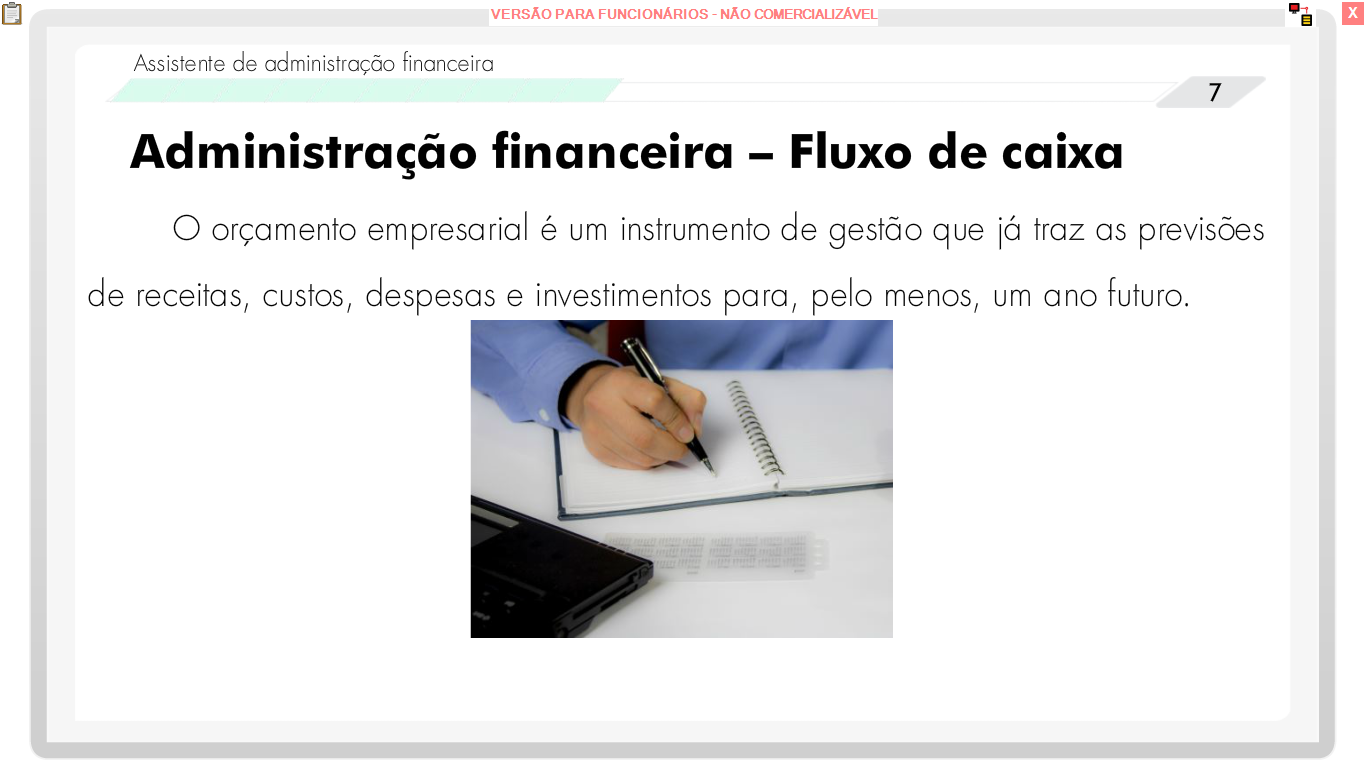 VERSÃO PARA FUNCIONÁRIOS - NÃO COMERCIALIZÁVEL
X
Assistente de administração financeira
7
Administração financeira – Fluxo de caixa
O orçamento empresarial é um instrumento de gestão que já traz as previsões
de receitas, custos, despesas e investimentos para, pelo menos, um ano futuro.